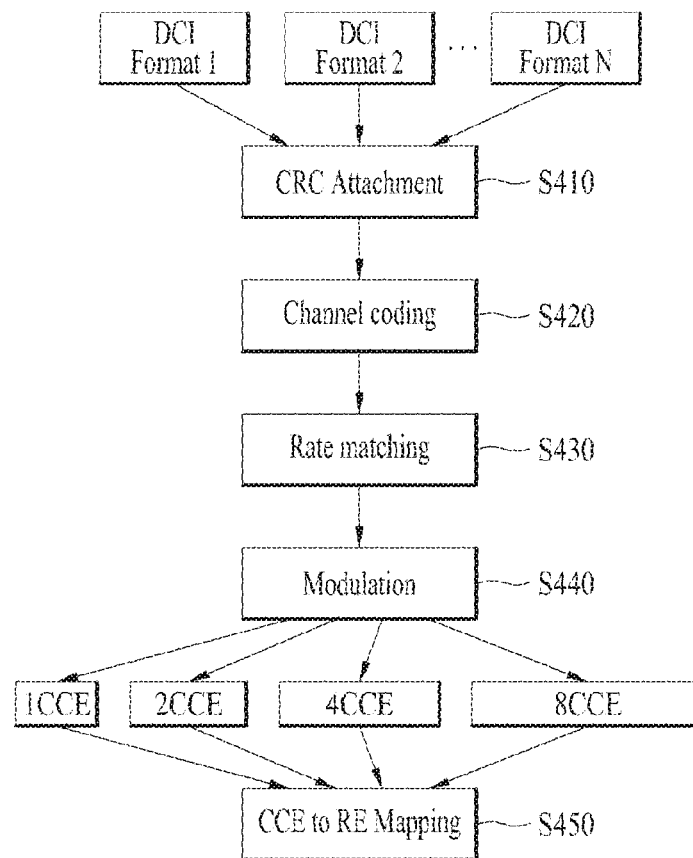 DCI
Format 1
DCI
Format 2
. . .
DCI
Format N
CRC Attachment
S410
Channel coding
S420
Rate matching
S430
Modulation
S440
1CCE
2CCE
4CCE
8CCE
CCE to RE Mapping
S450